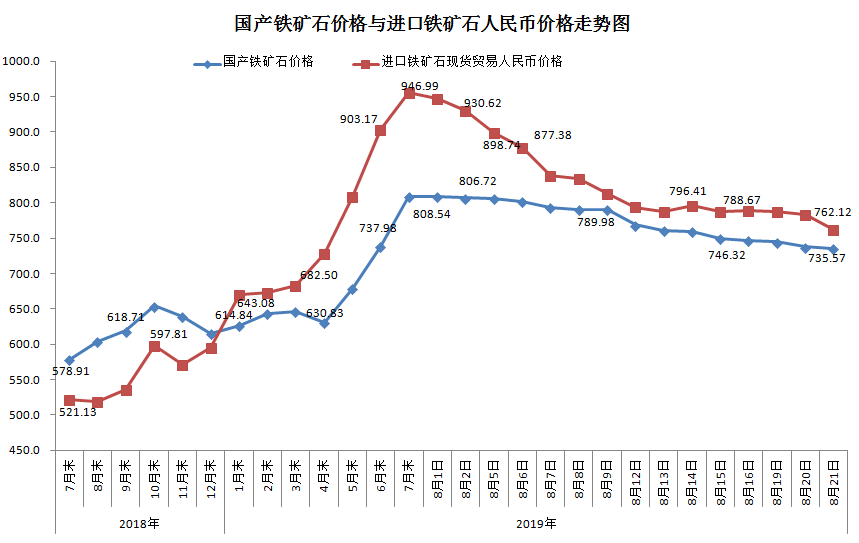 国产铁矿石价格与进口铁矿石人民币价格走势图
国产铁矿石价格
进口铁矿石现货贸易人民币价格
1000.0
950.0
900.0
850.0
800.0
750.0
700.0
650.0
600.0
550.0
500.0
450.0
578.91
618.71
614.84
643.08
630.83
737.98
808.54
806.72
789.98
746.32
735.57
521.13
597.81
682.50
903.17
946.99
930.62
898.74
877.38
796.41
788.67
762.12
7月末
8月末
9月末
10月末
11月末
12月末
1月末
2月末
3月末
4月末
5月末
6月末
7月末
8月1日
8月2日
8月5日
8月6日
8月7日
8月8日
8月9日
8月12日
8月13日
8月14日
8月15日
8月16日
8月19日
8月20日
8月21日
2018年
2019年